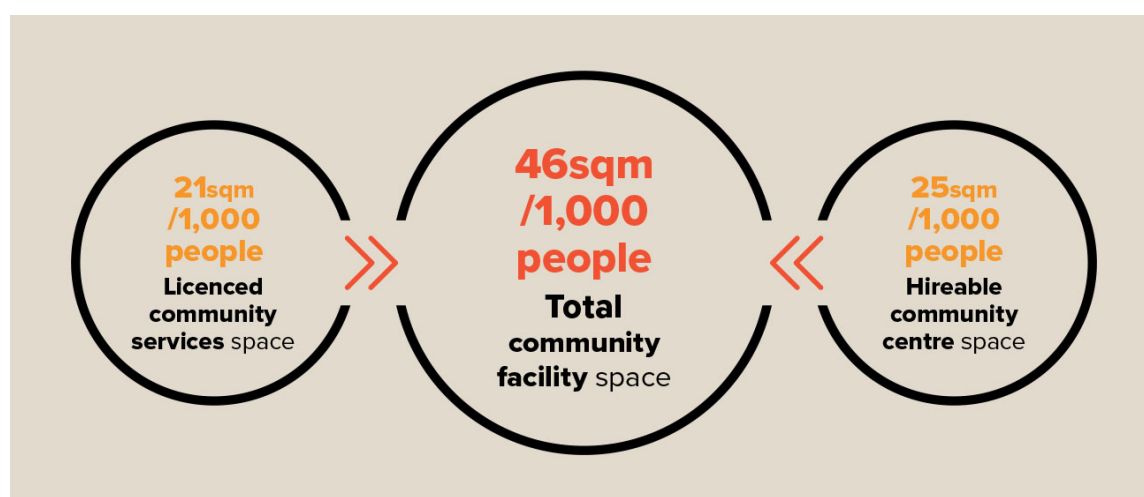 21sqm
/1,000
people
Licenced
community
services space
46sqm
/1,000
people
Total
community
facility space
25sqm
/1,000
people
Hireable
community
centre space